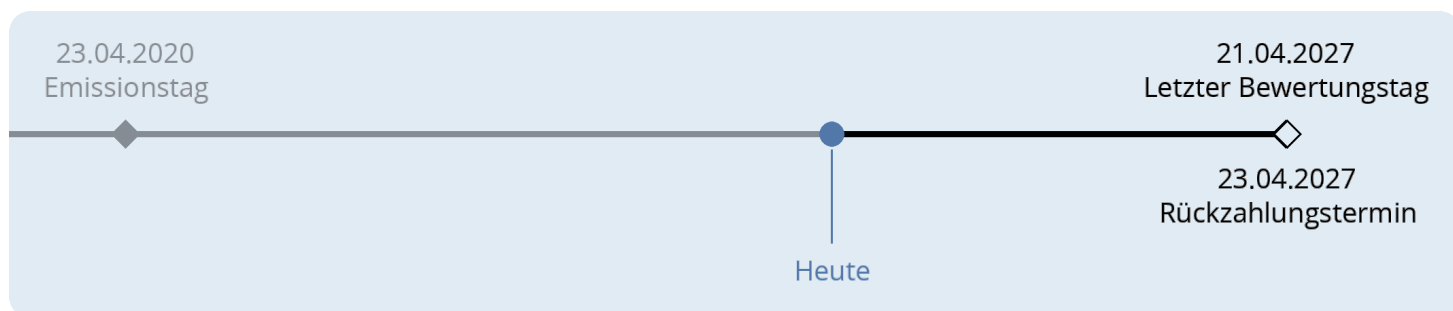 23.04.2020
Emissionstag
21.04.2027
Letzter Bewertungstag
23.04.2027
Rückzahlungstermin
Heute